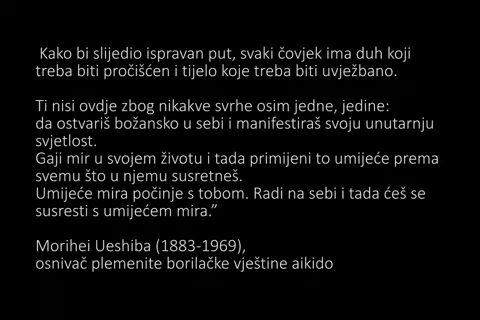 Kako bi slijedio ispravan put, svaki čovjek ima duh koji
treba biti pročišćen i tijelo koje treba biti uvježbano.
Ti nisi ovdje zbog nikakve svrhe osim jedne, jedine:
da ostvariš božansko u sebi i manifestiraš svoju unutarnju
svjetlost.
Gaji mir u svojem životu i tada primijeni to umijeće prema
svemu što u njemu susretneš.
Umijeće mira počinje s tobom. Radi na sebi i tada ćeš se
susresti s umijećem mira.”
Morihei Ueshiba (1883-1969),
osnivač plemenite borilačke vještine aikido